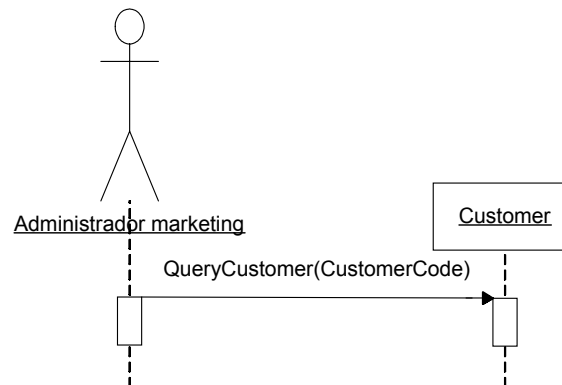 Administrador marketing
Customer
QueryCustomer(CustomerCode)